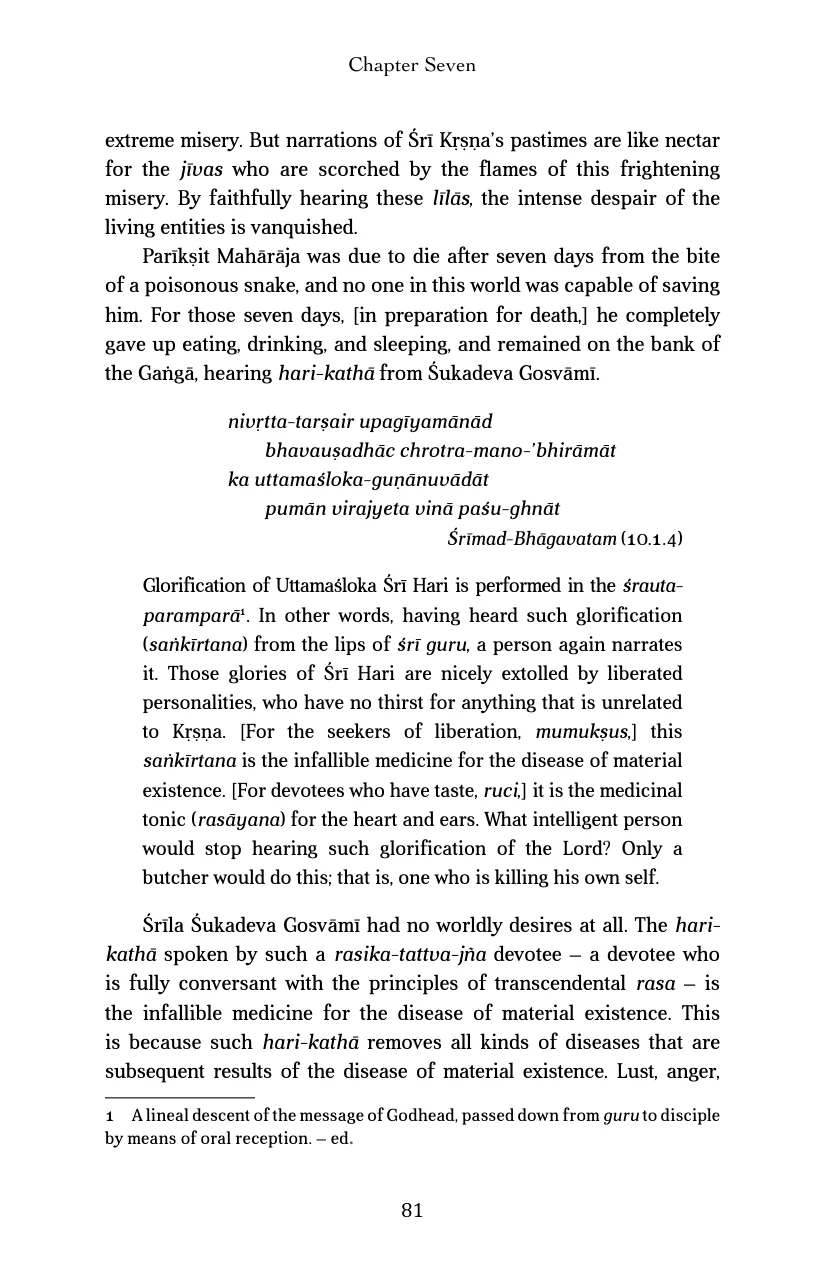 Chapter Seven
extreme misery. But narrations of Śrī Kṛṣṇa's pastimes are like nectar
for the jīvas who are scorched by the flames of this frightening
misery. By faithfully hearing these līlās, the intense despair of the
living entities is vanquished.
Parīkṣit Mahārāja was due to die after seven days from the bite
of a poisonous snake, and no one in this world was capable of saving
him. For those seven days, [in preparation for death,] he completely
gave up eating, drinking, and sleeping, and remained on the bank of
the Gaṅgā, hearing hari-kathā from Śukadeva Gosvāmī.
nivṛtta-tarṣair upagīyamānād
bhavauṣadhāc chrotra-mano-'bhirāmāt
ka uttamaśloka-guṇānuvādāt
pumān virajyeta vinā paśu-ghnāt
Śrīmad-Bhāgavatam (10.1.4)
Glorification of Uttamaśloka Śrī Hari is performed in the śrauta-
paramparā¹. In other words, having heard such glorification
(saṅkīrtana) from the lips of śrī guru, a person again narrates
it. Those glories of Śrī Hari are nicely extolled by liberated
personalities, who have no thirst for anything that is unrelated
to Kṛṣṇa. [For the seekers of liberation, mumukṣus,] this
saṅkīrtana is the infallible medicine for the disease of material
existence. [For devotees who have taste, ruci,] it is the medicinal
tonic (rasāyana) for the heart and ears. What intelligent person
would stop hearing such glorification of the Lord? Only a
butcher would do this; that is, one who is killing his own self.
Śrīla Śukadeva Gosvāmī had no worldly desires at all. The hari-
kathā spoken by such a rasika-tattva-jña devotee – a devotee who
is fully conversant with the principles of transcendental rasa – is
the infallible medicine for the disease of material existence. This
is because such hari-kathā removes all kinds of diseases that are
subsequent results of the disease of material existence. Lust, anger,
1 A lineal descent of the message of Godhead, passed down from guru to disciple
by means of oral reception. – ed.
81